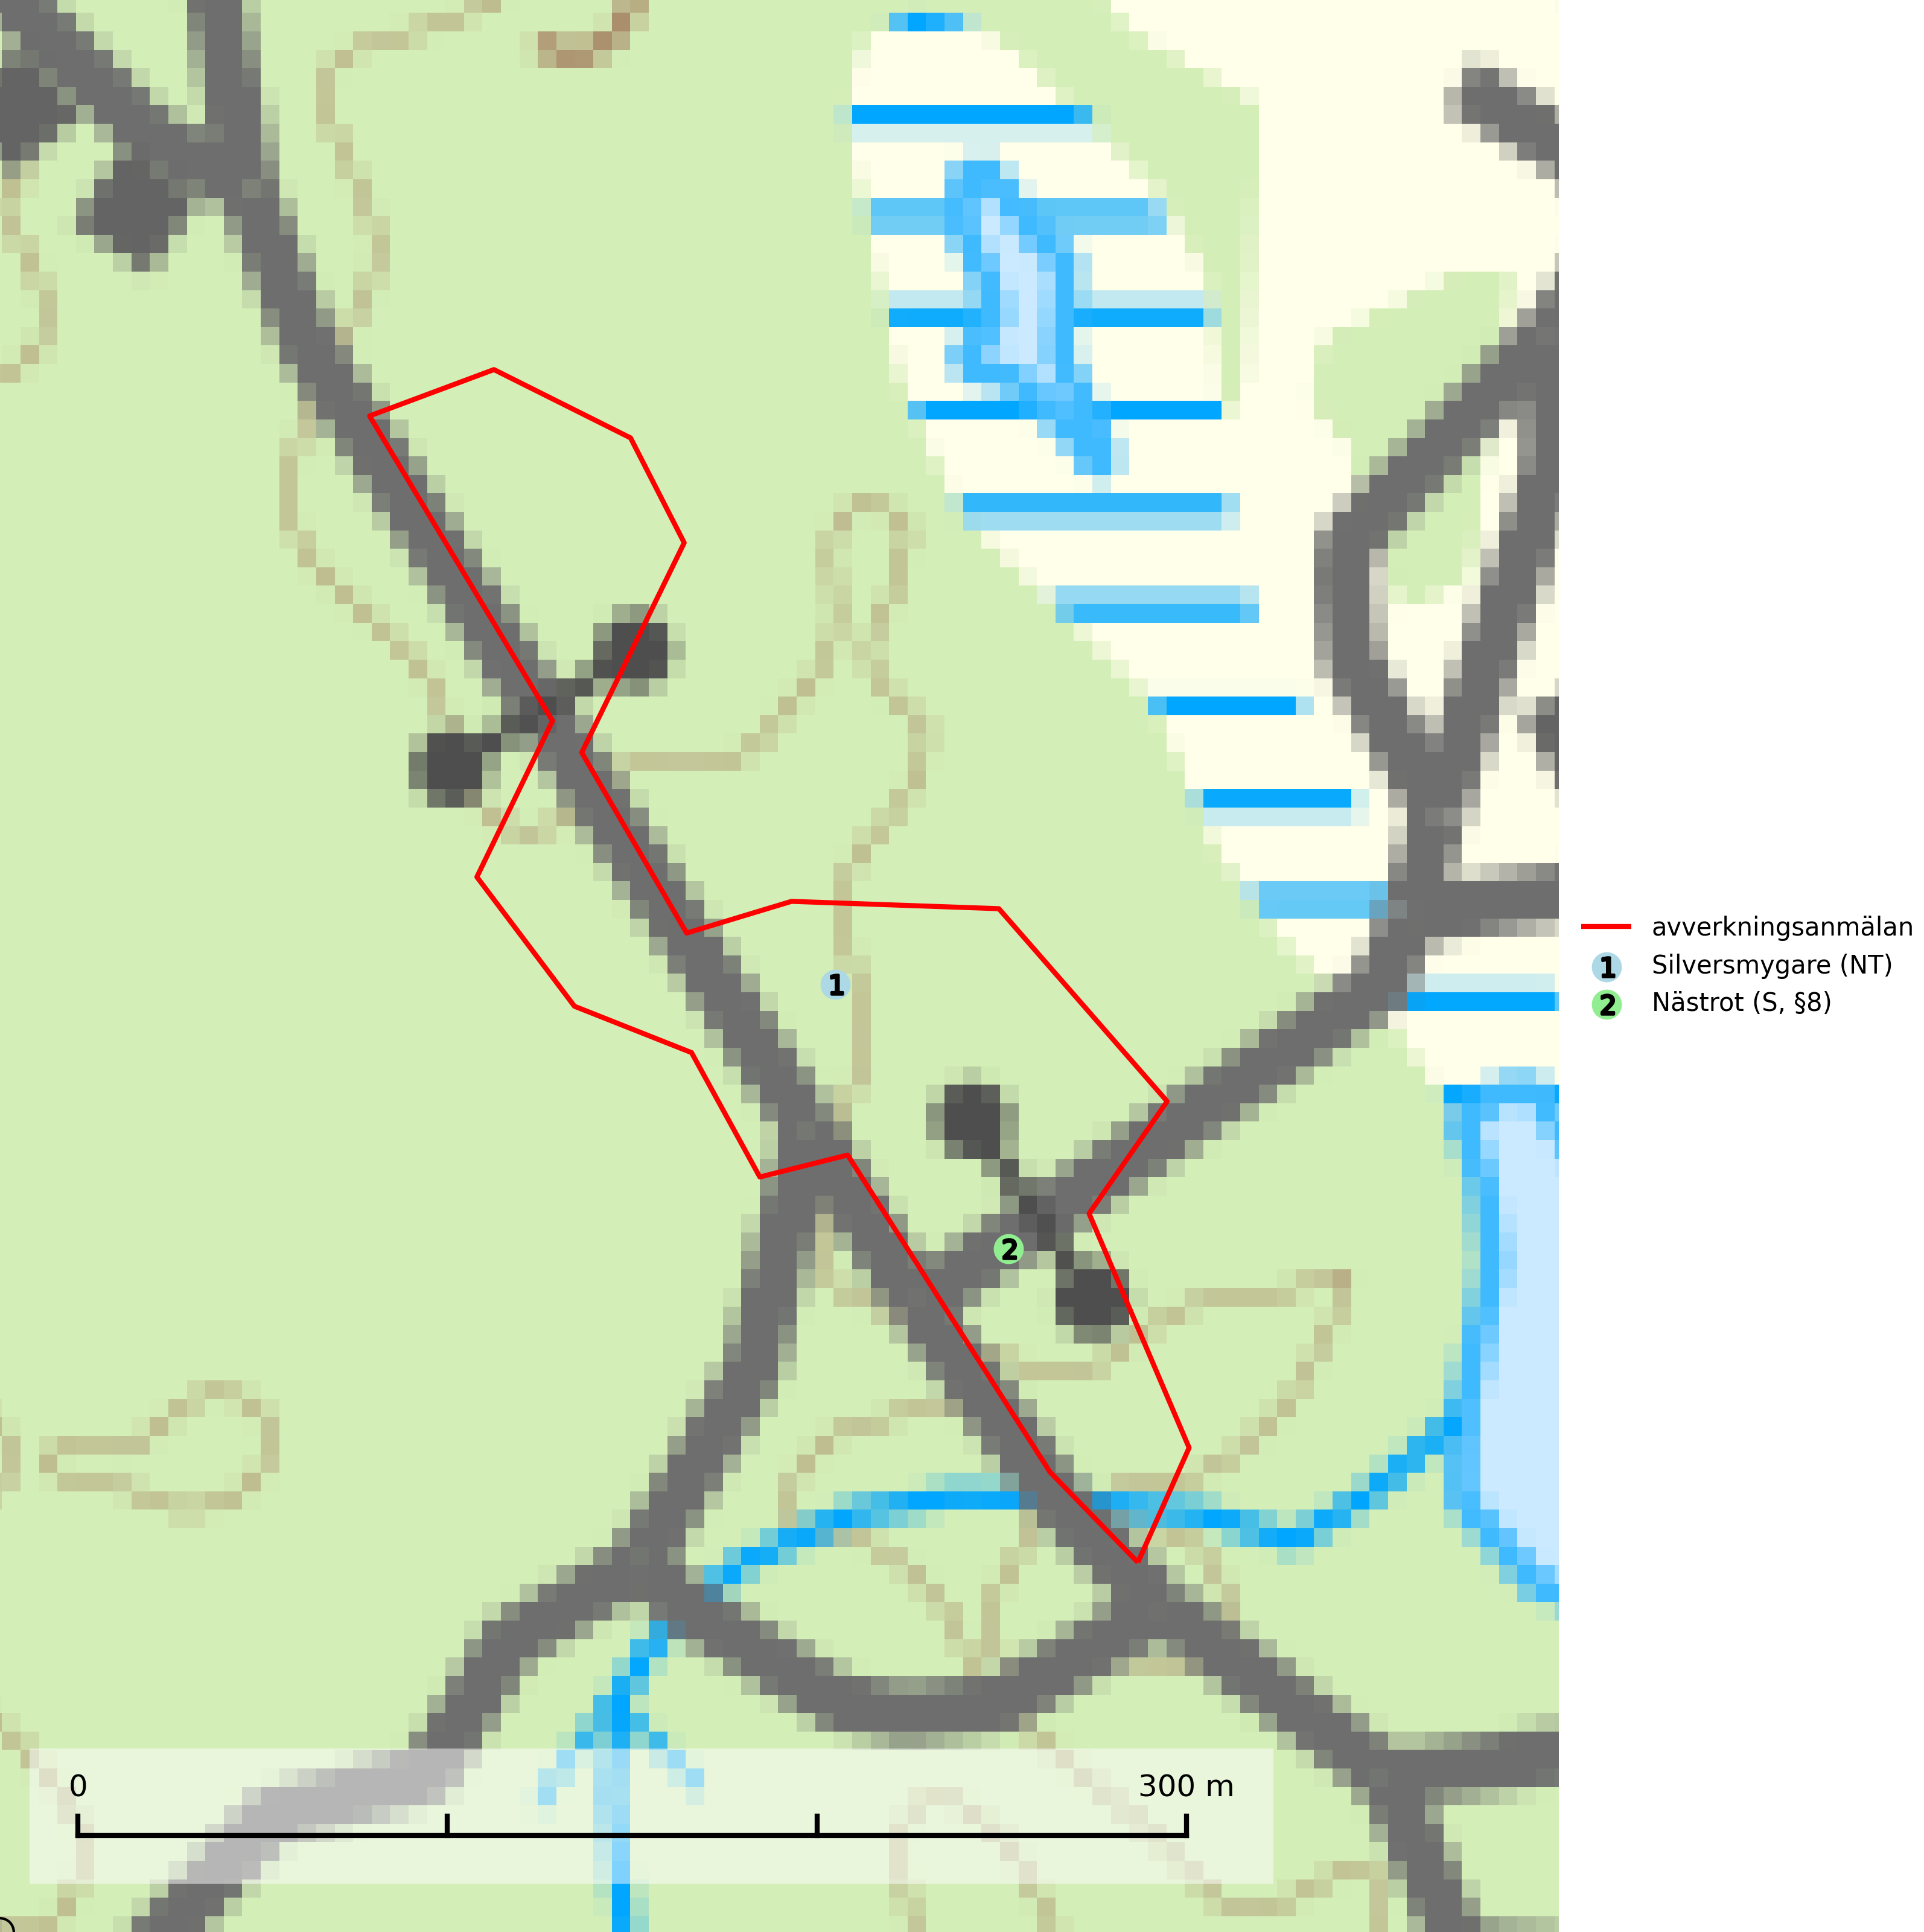 1
2
avverkningsanmälan
1 Silversmygare (NT)
2 Nästrot (S, §8)
0 300 m